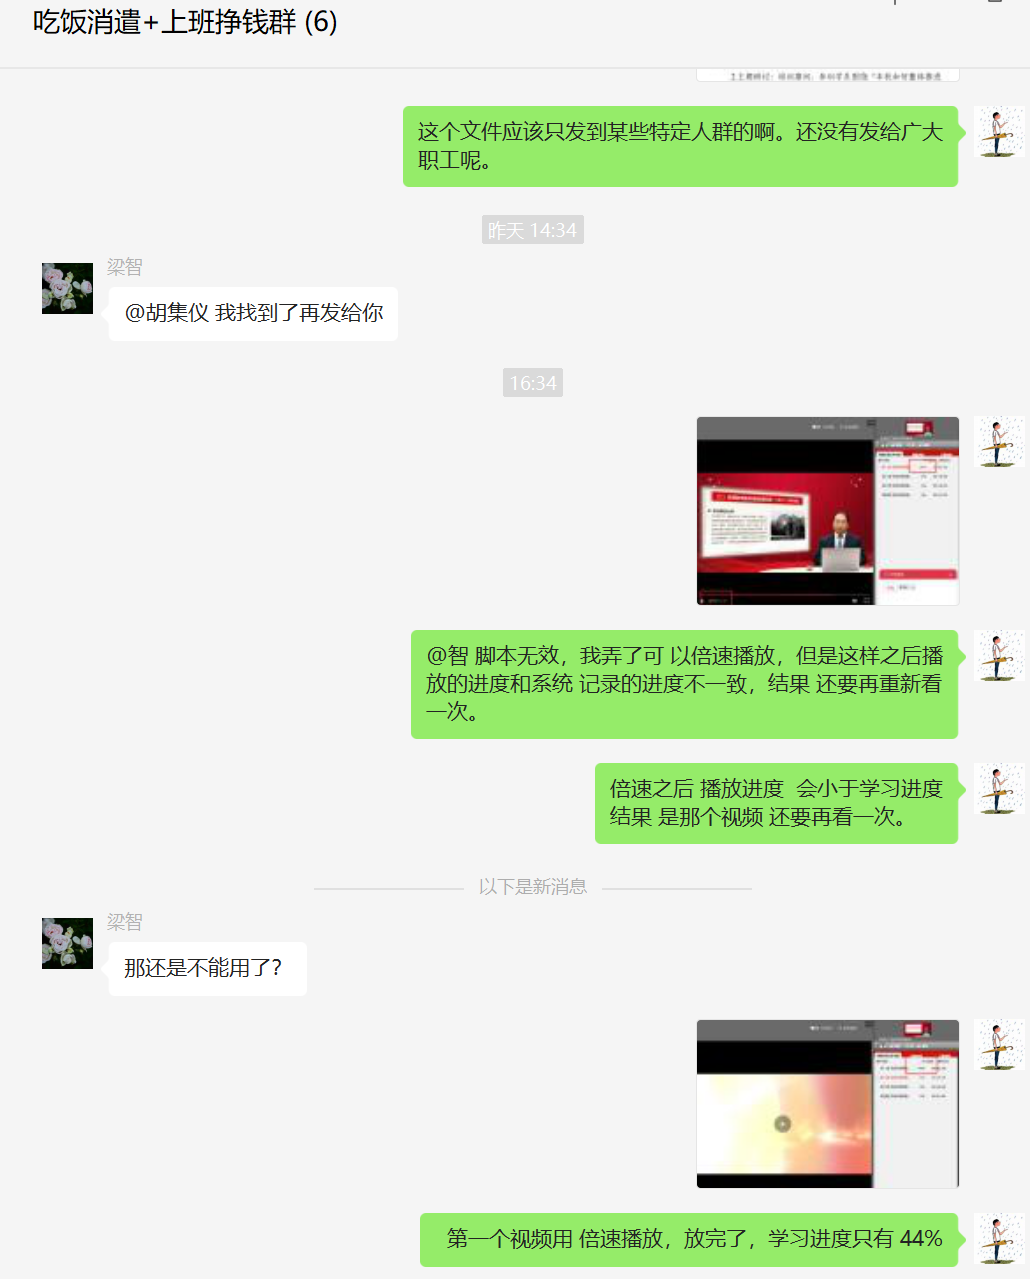 吃饭消遣+上班挣钱群 (6)
这个文件应该只发到某些特定人群的啊。还没有发给广大
职工呢。
昨天 14:34
梁智
@胡集仪 我找到了再发给你
16:34
@智 脚本无效，我弄了可 以倍速播放，但是这样之后播
放的进度和系统 记录的进度不一致，结果 还要再重新看
一次。
倍速之后 播放进度  会小于学习进度
结果 是那个视频 还要再看一次。
以下是新消息
梁智
那还是不能用了？
第一个视频用 倍速播放，放完了，学习进度只有 44%